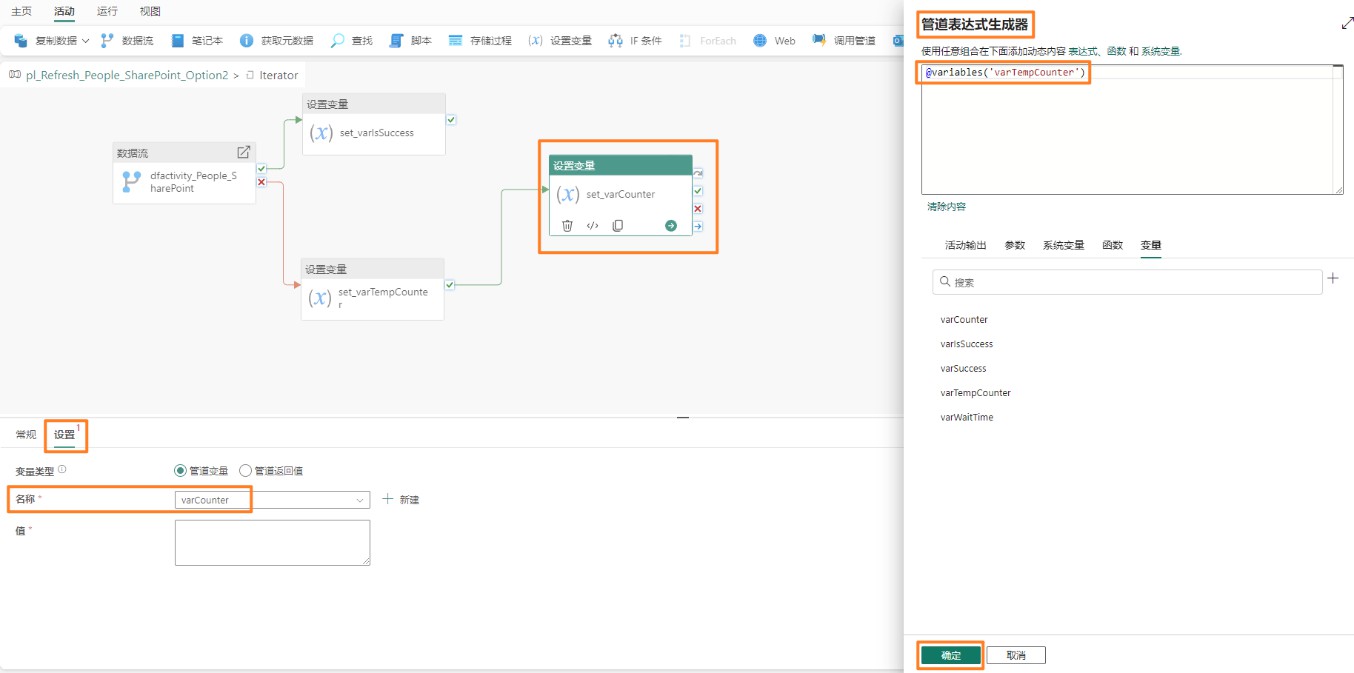 主页 活动 运行 视图
复制数据 数据流 笔记本 获取元数据 查找 脚本 存储过程 (x) 设置变量 IF 条件 ForEach Web 调用管道
pl_Refresh_People_SharePoint_Option2 > Iterator
设置变量
(x) set_varIsSuccess
数据流
dfactivity_People_S
harePoint
设置变量
(x) set_varCounter
设置变量
(x) set_varTempCounte
r
常规 设置 1
变量类型 管道变量 管道返回值
名称 * varCounter 新建
值 *
管道表达式生成器
使用任意组合在下面添加动态内容 表达式、函数 和 系统变量.
@variables('varTempCounter')
清除内容
活动输出 参数 系统变量 函数 变量
搜索
varCounter
varIsSuccess
varSuccess
varTempCounter
varWaitTime
确定 取消